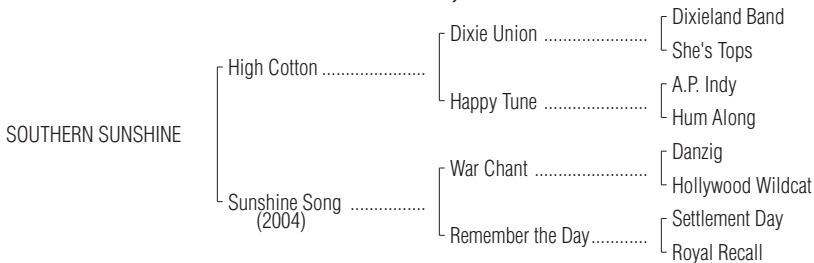 Dixieland Band
Dixie Union ......................
She's Tops
High Cotton ......................
A.P. Indy
Happy Tune ......................
Hum Along
SOUTHERN SUNSHINE
Danzig
War Chant ........................
Hollywood Wildcat
Sunshine Song ................
(2004)
Settlement Day
Remember the Day............
Royal Recall